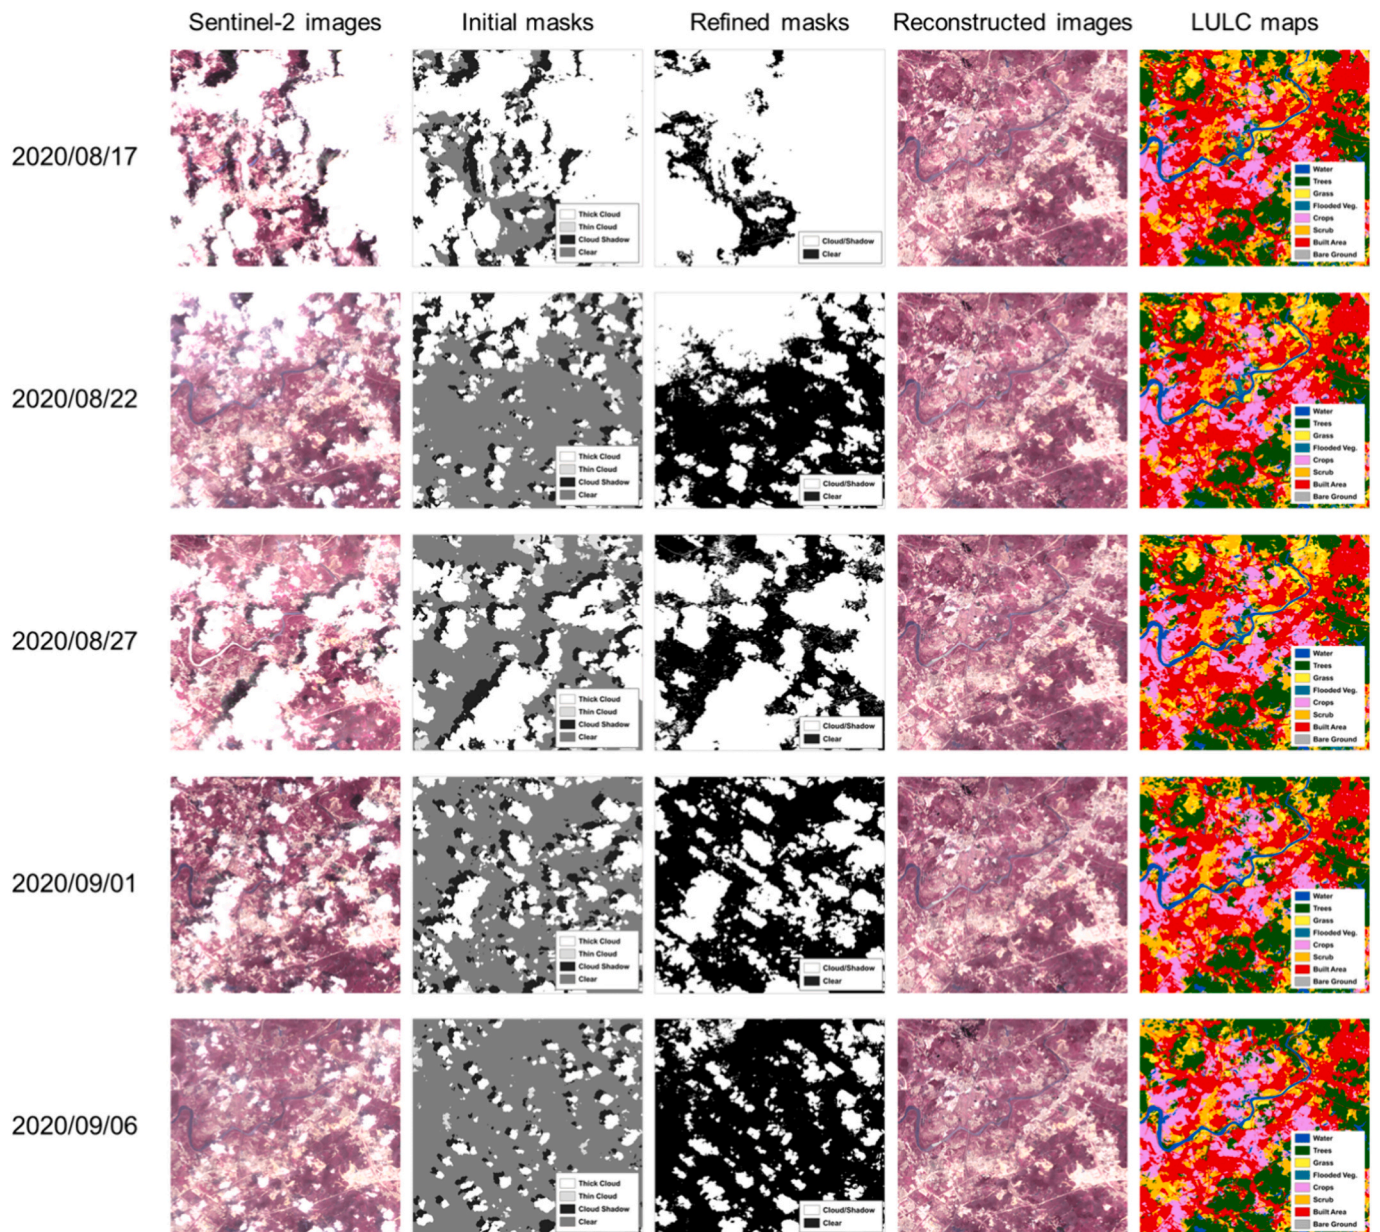 Sentinel-2 images Initial masks Refined masks Reconstructed images LULC maps
2020/08/17
Thick Cloud
Thin Cloud
Cloud Shadow
Clear
Cloud/Shadow
Clear
Water
Trees
Grass
Flooded Veg.
Crops
Scrub
Built Area
Bare Ground
2020/08/22
Thick Cloud
Thin Cloud
Cloud Shadow
Clear
Cloud/Shadow
Clear
Water
Trees
Grass
Flooded Veg.
Crops
Scrub
Built Area
Bare Ground
2020/08/27
Thick Cloud
Thin Cloud
Cloud Shadow
Clear
Cloud/Shadow
Clear
Water
Trees
Grass
Flooded Veg.
Crops
Scrub
Built Area
Bare Ground
2020/09/01
Thick Cloud
Thin Cloud
Cloud Shadow
Clear
Cloud/Shadow
Clear
Water
Trees
Grass
Flooded Veg.
Crops
Scrub
Built Area
Bare Ground
2020/09/06
Thick Cloud
Thin Cloud
Cloud Shadow
Clear
Cloud/Shadow
Clear
Water
Trees
Grass
Flooded Veg.
Crops
Scrub
Built Area
Bare Ground